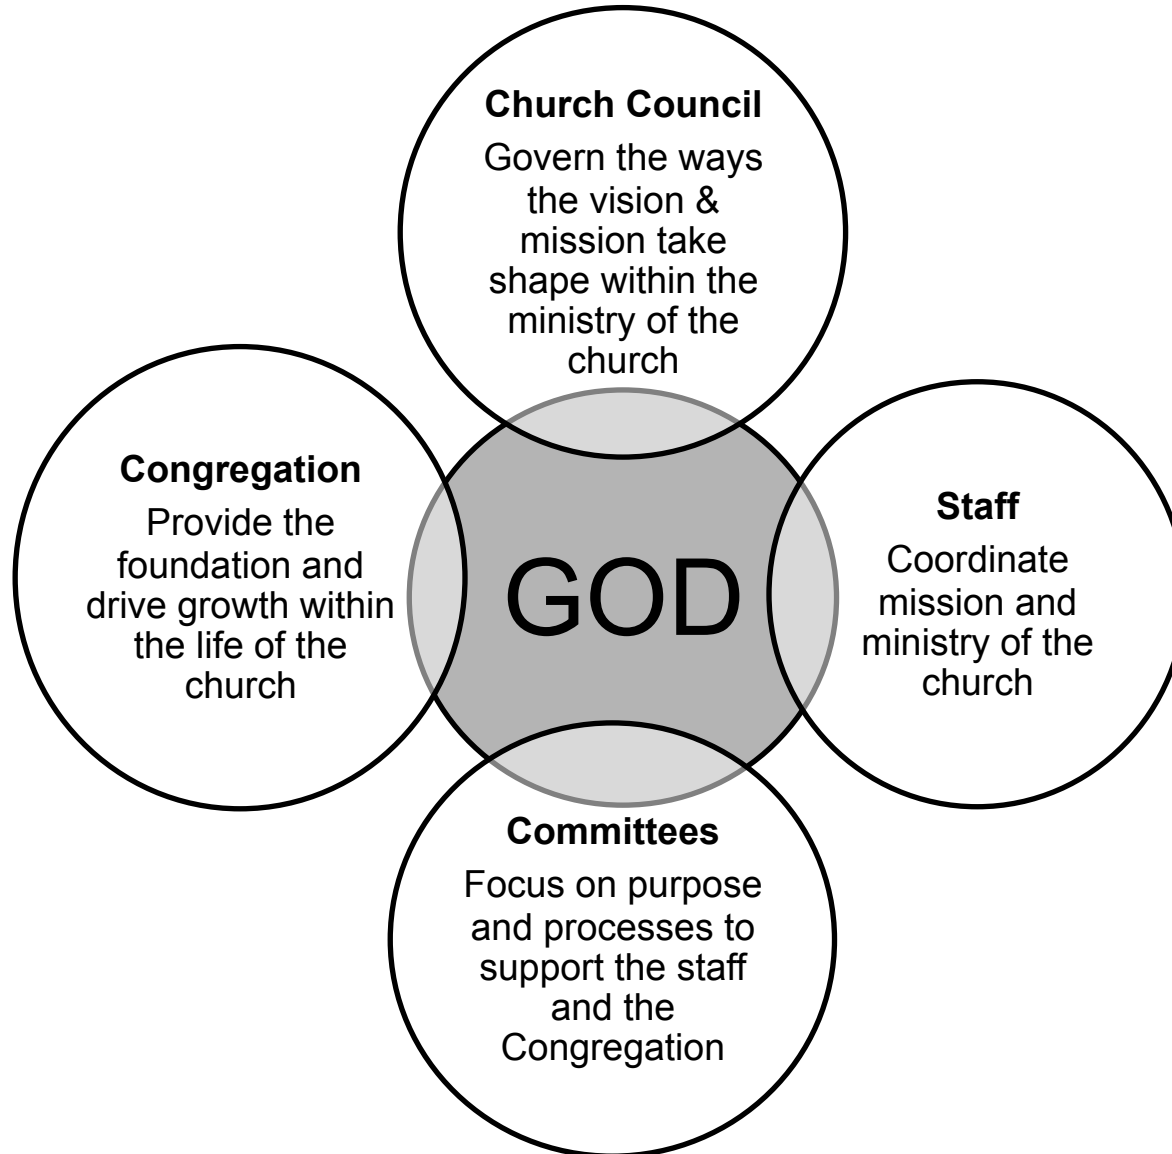 Church Council
Govern the ways
the vision &
mission take
shape within the
ministry of the
church
Congregation
Provide the
foundation and
drive growth within
the life of the
church
GOD
Staff
Coordinate
mission and
ministry of the
church
Committees
Focus on purpose
and processes to
support the staff
and the
Congregation